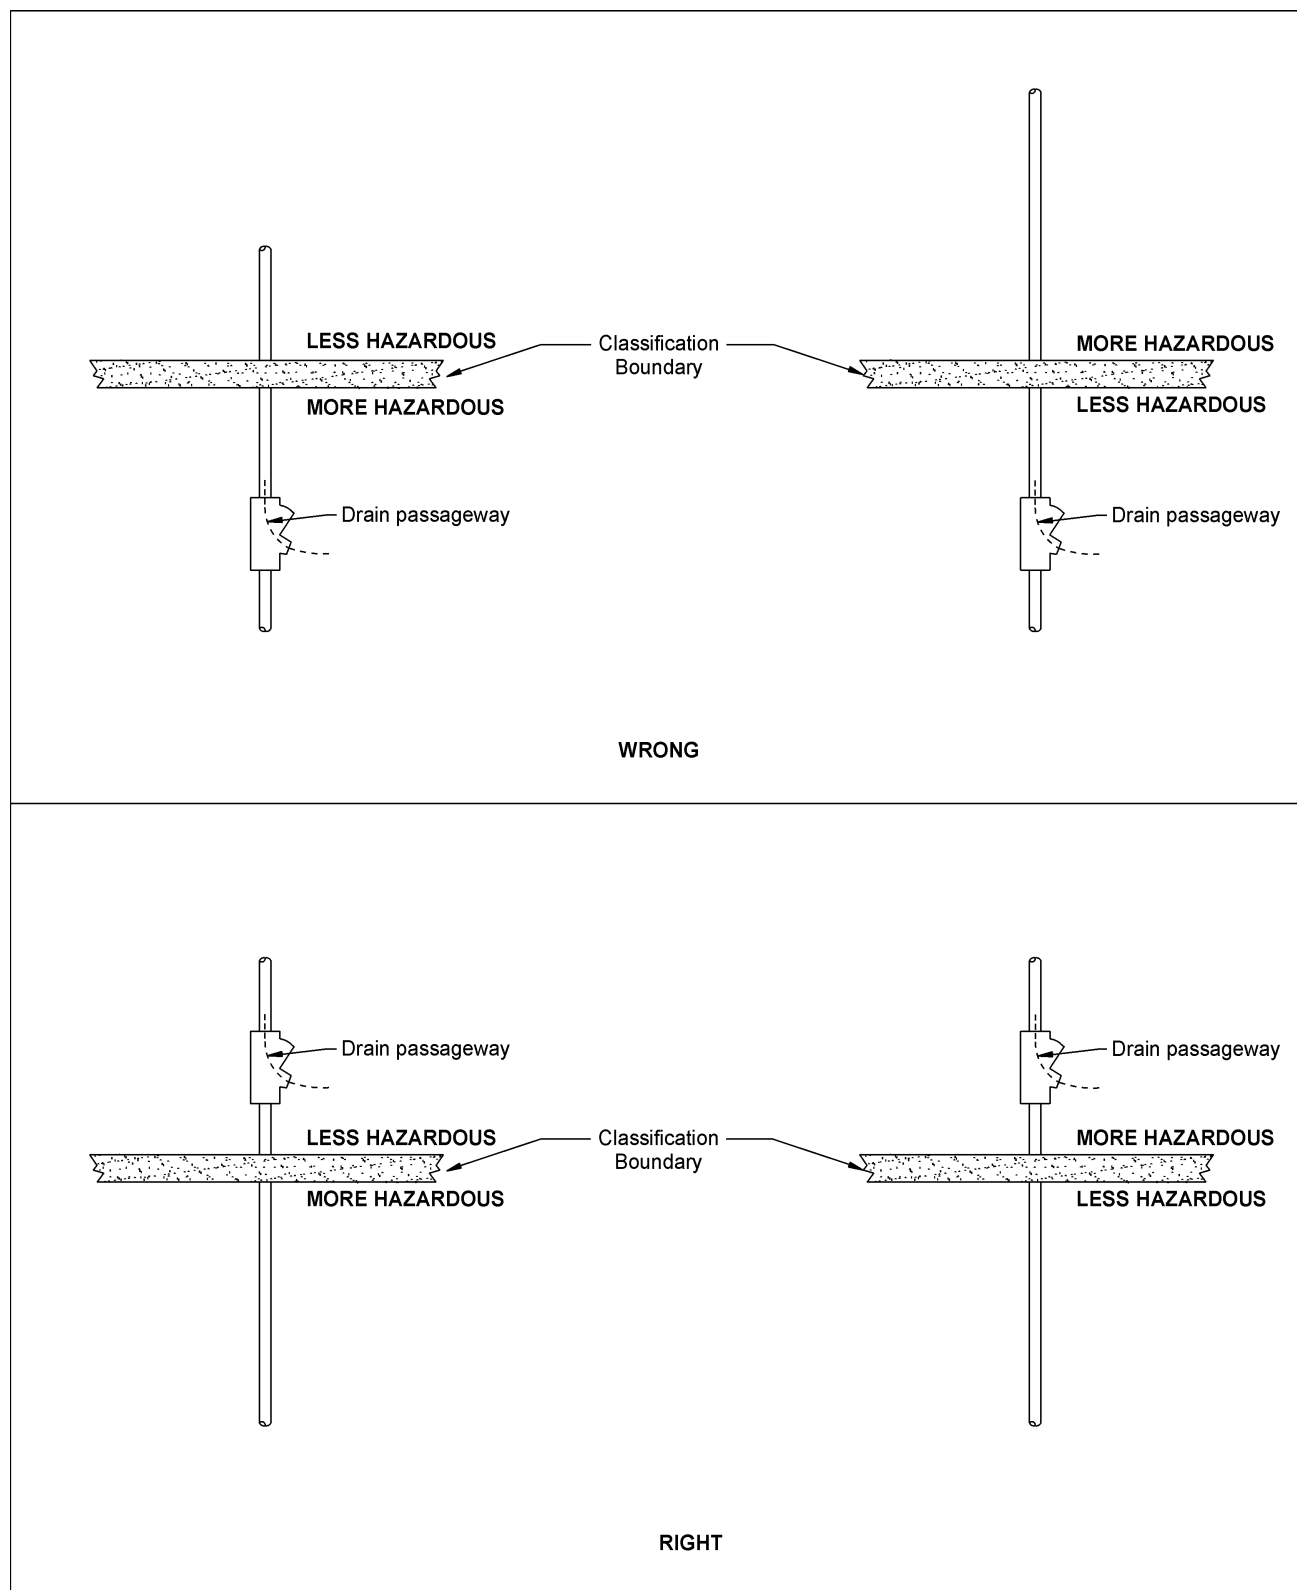 LESS HAZARDOUS
Classification
Boundary
MORE HAZARDOUS
MORE HAZARDOUS
LESS HAZARDOUS
Drain passageway
Drain passageway
WRONG
Drain passageway
Drain passageway
LESS HAZARDOUS
Classification
Boundary
MORE HAZARDOUS
MORE HAZARDOUS
LESS HAZARDOUS
RIGHT